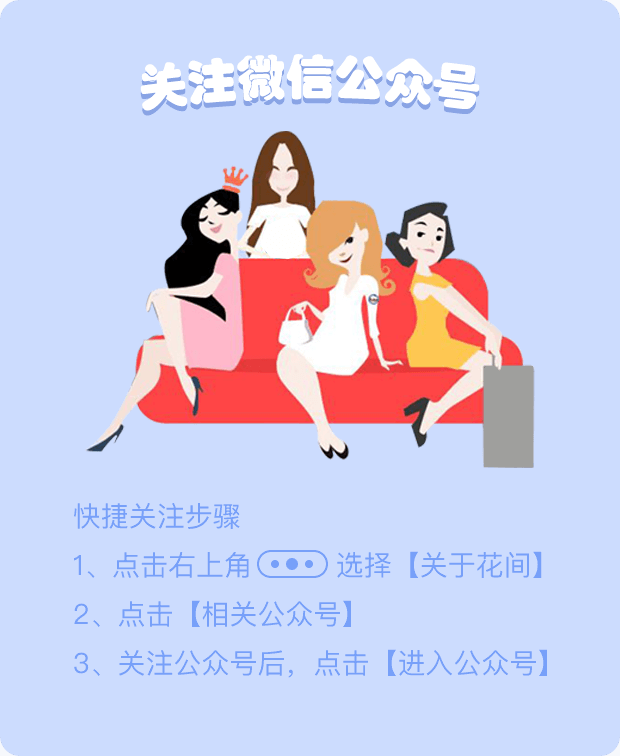 关注微信公众号
快捷关注步骤
1、点击右上角 选择【关于花间】
2、点击【相关公众号】
3、关注公众号后，点击【进入公众号】